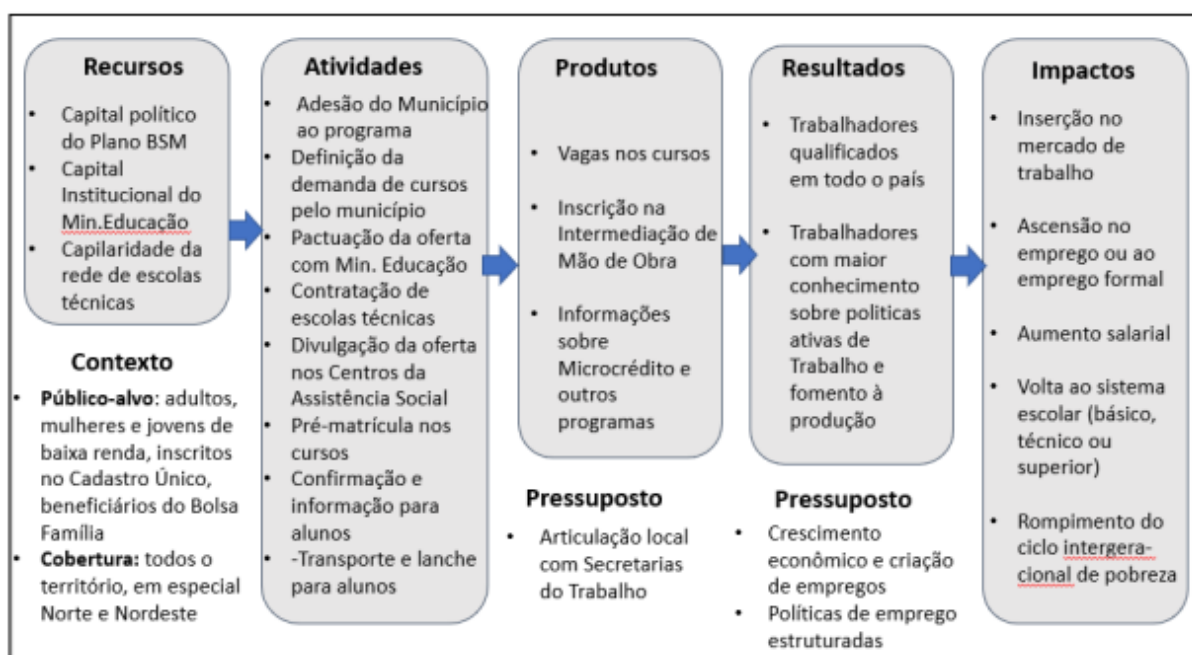 Recursos
• Capital político
do Plano BSM
• Capital
Institucional do
Min.Educação
• Capilaridade da
rede de escolas
técnicas
Contexto
• Público-alvo: adultos,
mulheres e jovens de
baixa renda, inscritos
no Cadastro Único,
beneficiários do Bolsa
Família
• Cobertura: todos o
território, em especial
Norte e Nordeste
Atividades
• Adesão do Município
ao programa
• Definição da
demanda de cursos
pelo município
• Pactuação da oferta
com Min. Educação
• Contratação de
escolas técnicas
• Divulgação da oferta
nos Centros da
Assistência Social
• Pré-matrícula nos
cursos
• Confirmação e
informação para
alunos
• -Transporte e lanche
para alunos
Produtos
• Vagas nos cursos
• Inscrição na
Intermediação de
Mão de Obra
• Informações
sobre
Microcrédito e
outros
programas
Pressuposto
• Articulação local
com Secretarias
do Trabalho
Resultados
• Trabalhadores
qualificados
em todo o país
• Trabalhadores
com maior
conhecimento
sobre politicas
ativas de
Trabalho e
fomento à
produção
Pressuposto
• Crescimento
econômico e criação
de empregos
• Políticas de emprego
estruturadas
Impactos
• Inserção no
mercado de
trabalho
• Ascensão no
emprego ou ao
emprego formal
• Aumento salarial
• Volta ao sistema
escolar (básico,
técnico ou
superior)
• Rompimento do
ciclo intergera-
cional de pobreza